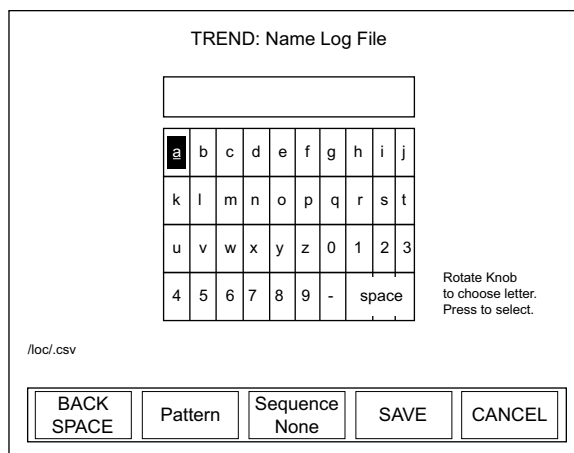 TREND: Name Log File
a b c d e f g h i j
k l m n o p q r s t
u v w x y z 0 1 2 3
4 5 6 7 8 9 - space
Rotate Knob
to choose letter.
Press to select.
/loc/.csv
BACK
SPACE
Pattern
Sequence
None
SAVE
CANCEL